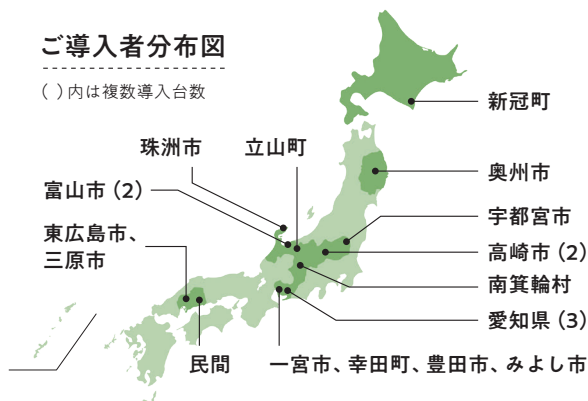 ご導入者分布図
( )内は複数導入台数
新冠町
珠洲市
立山町
奥州市
富山市(2)
宇都宮市
東広島市、
三原市
高崎市(2)
南箕輪村
愛知県(3)
民間
一宮市、幸田町、豊田市、みよし市